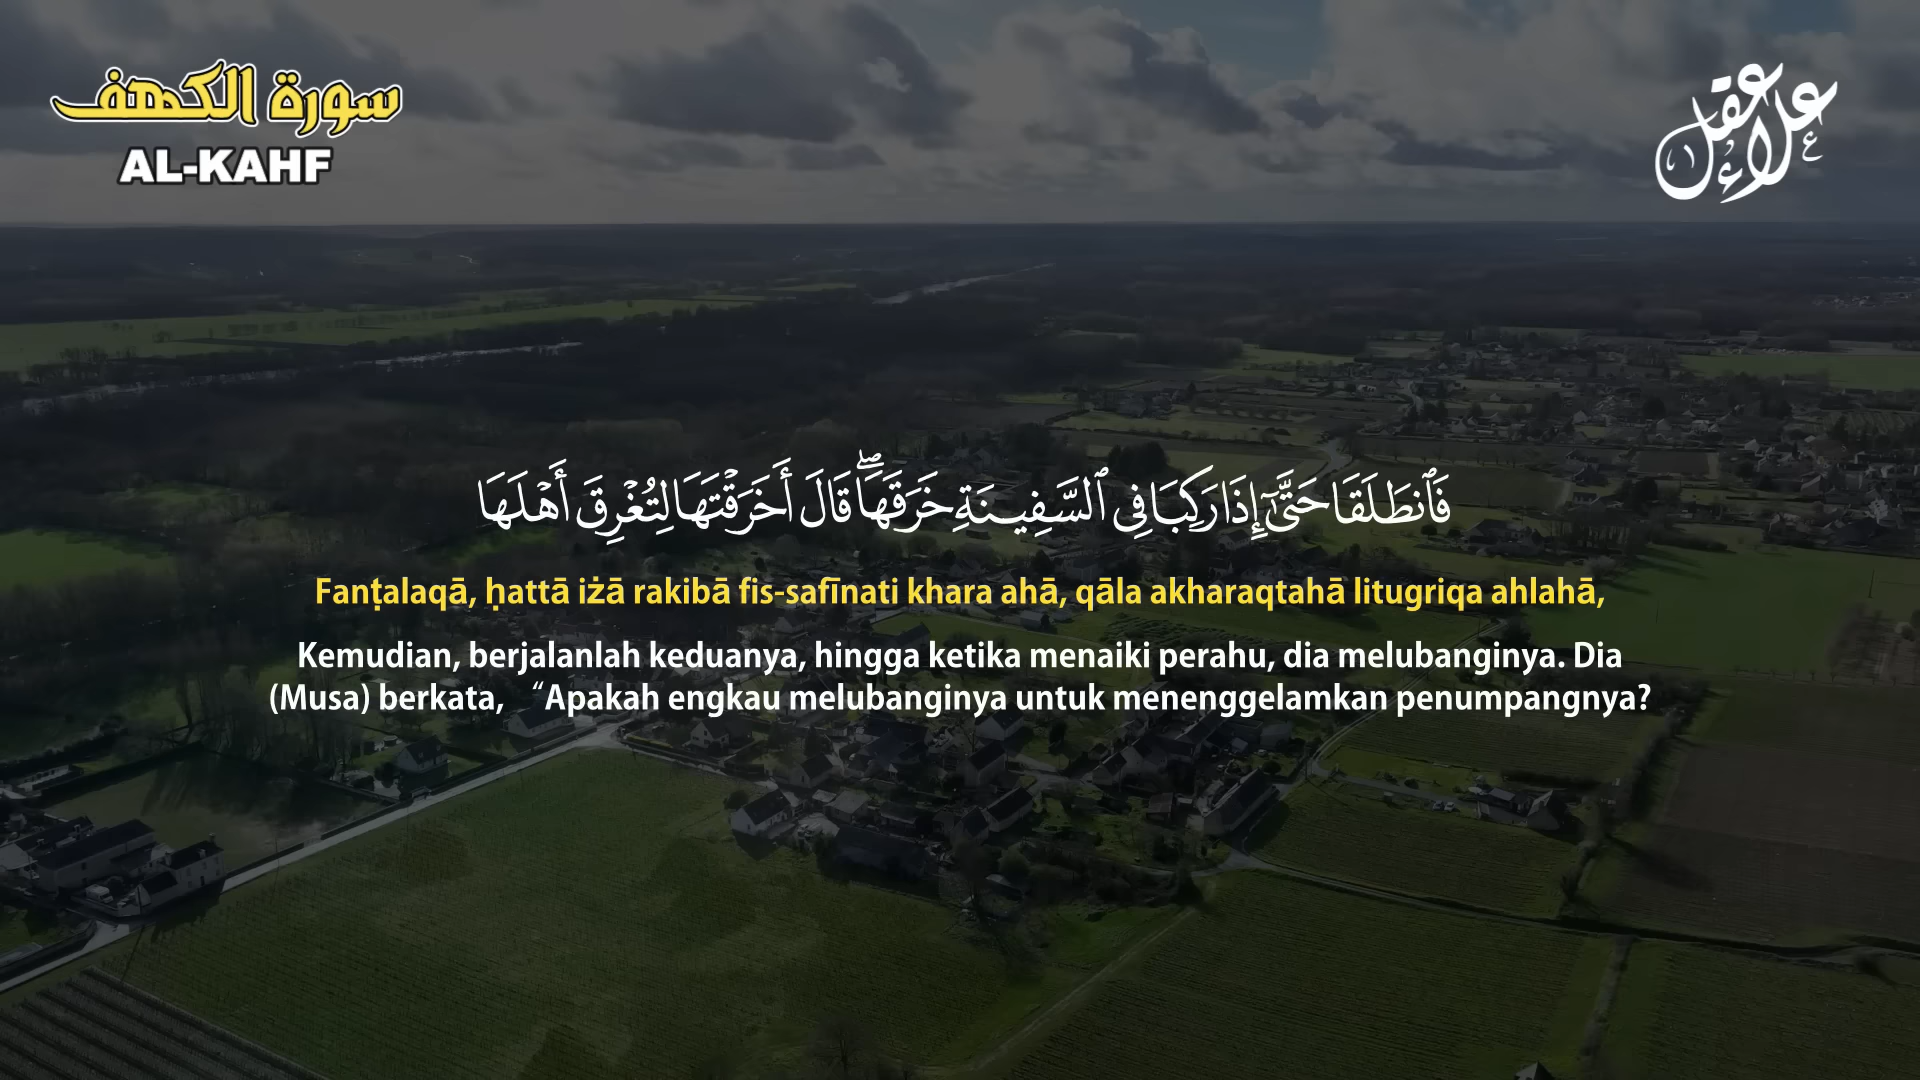 سورة الكهف
AL-KAHF
علاء عقل
فَٱنطَلَقَا حَتَّىٰٓ إِذَا رَكِبَا فِى ٱلسَّفِينَةِ خَرَقَهَاۖ قَالَ أَخَرَقْتَهَا لِتُغْرِقَ أَهْلَهَا
Fanṭalaqā, ḥattā iżā rakibā fis-safīnati khara ahā, qāla akharaqtahā litugriqa ahlahā,
Kemudian, berjalanlah keduanya, hingga ketika menaiki perahu, dia melubanginya. Dia
(Musa) berkata, “Apakah engkau melubanginya untuk menenggelamkan penumpangnya?